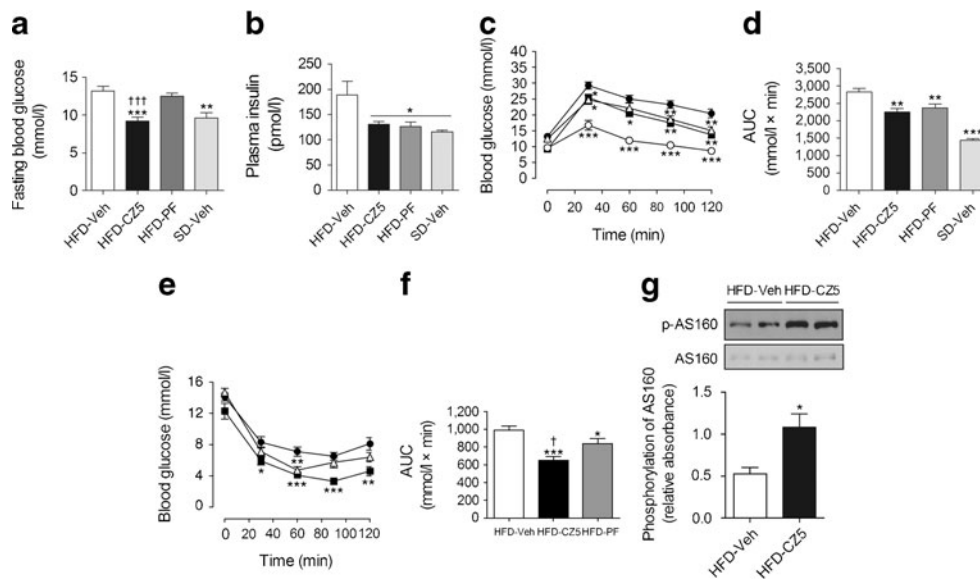 a
Fasting blood glucose
(mmol/l)
15
10
5
0
†††
***
**
HFD-Veh
HFD-CZ5
HFD-PF
SD-Veh
b
Plasma insulin
(pmol/l)
250
200
150
100
50
0
*
HFD-Veh
HFD-CZ5
HFD-PF
SD-Veh
c
Blood glucose (mmol/l)
40
35
30
25
20
15
10
5
0
*
*
***
*
***
**
**
***
**
**
***
0 20 40 60 80 100 120
Time (min)
d
AUC
(mmol/l × min)
3,500
3,000
2,500
2,000
1,500
1,000
500
0
**
**
***
HFD-Veh
HFD-CZ5
HFD-PF
SD-Veh
e
Blood glucose (mmol/l)
16
12
8
4
0
*
**
***
***
**
0 20 40 60 80 100 120
Time (min)
f
AUC
(mmol/l × min)
1,200
1,000
800
600
400
200
0
†
***
*
HFD-Veh HFD-CZ5 HFD-PF
g
HFD-Veh HFD-CZ5
p-AS160
AS160
Phosphorylation of AS160
(relative absorbance)
1.5
1.0
0.5
0.0
*
HFD-Veh
HFD-CZ5